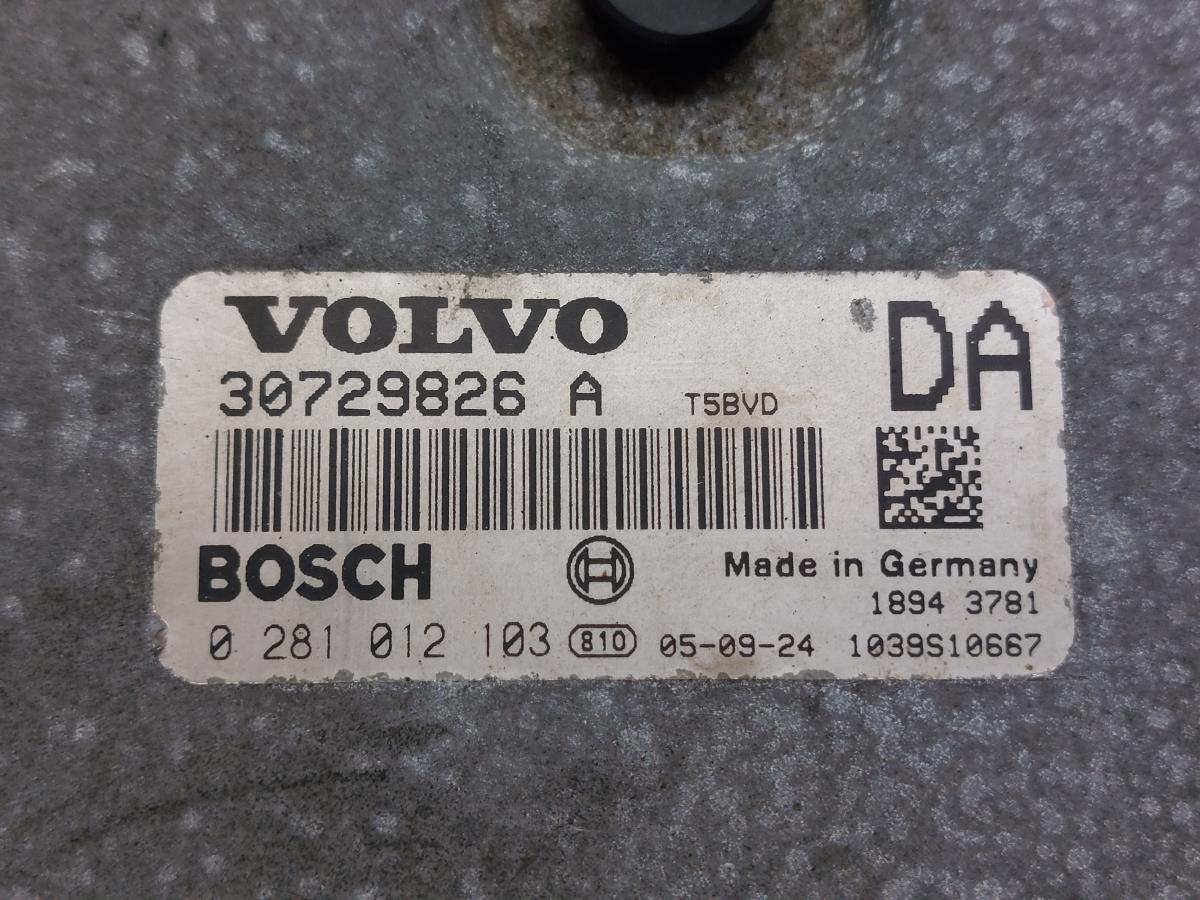 VOLVO
30729826 A T5BVD DA
BOSCH Made in Germany
1894 3781
0 281 012 103 810 05-09-24 1039S10667